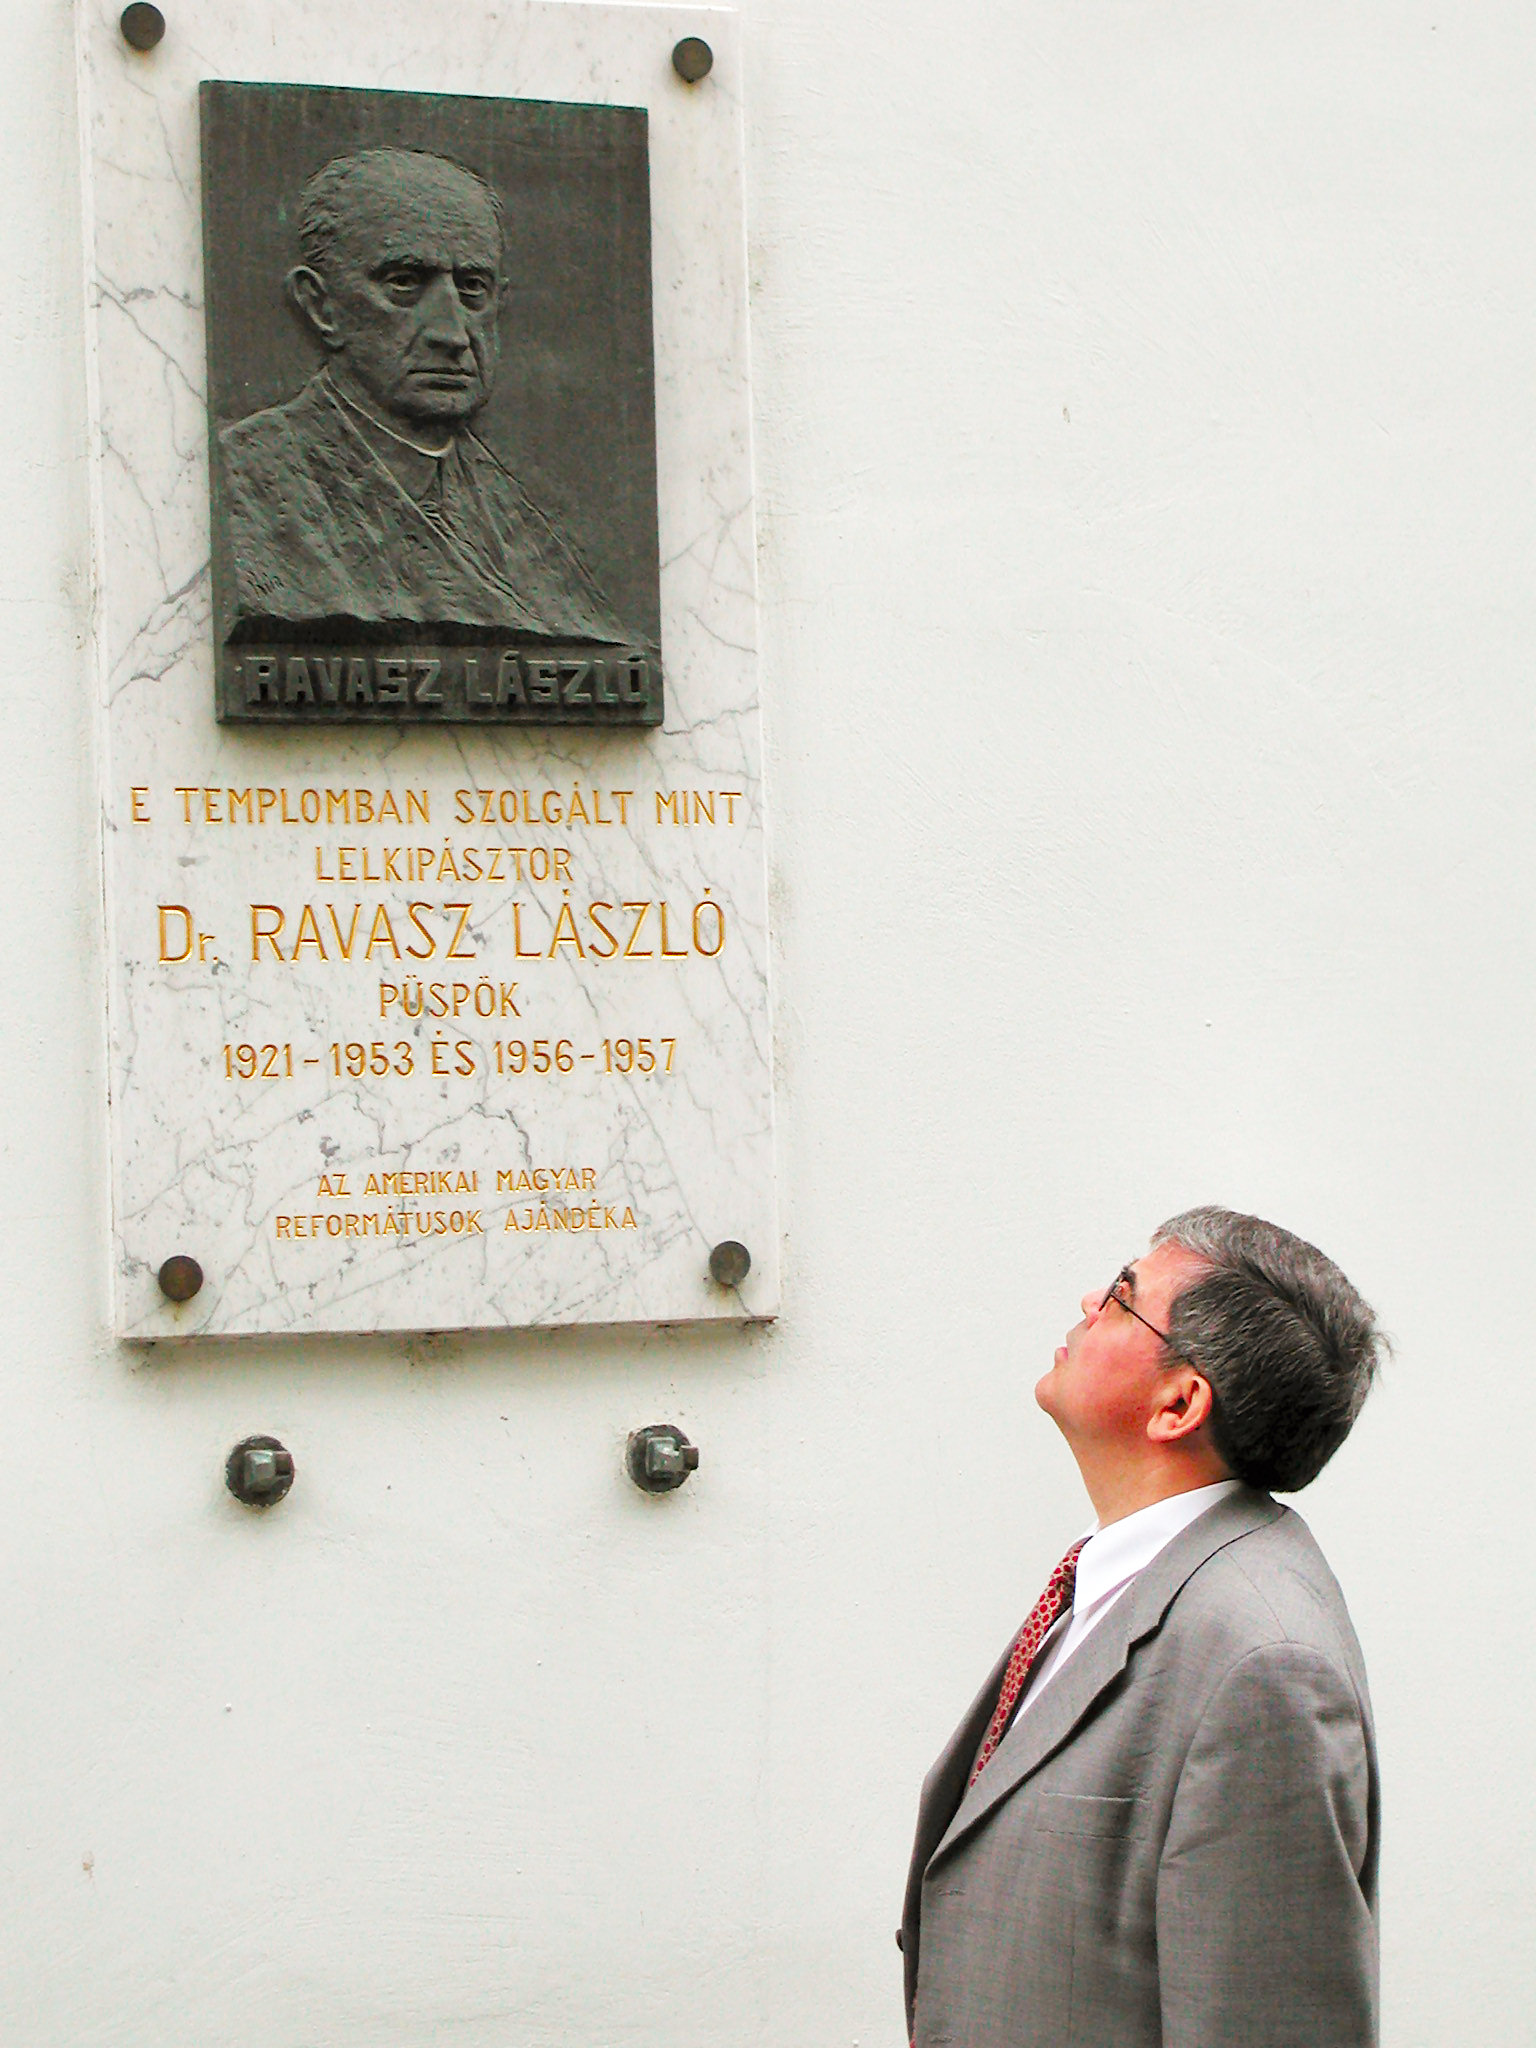 RAVASZ LÁSZLÓ
E TEMPLOMBAN SZOLGÁLT MINT
LELKIPÁSZTOR
Dr. RAVASZ LÁSZLÓ
PÜSPÖK
1921-1953 ÉS 1956-1957
AZ AMERIKAI MAGYAR
REFORMÁTUSOK AJÁNDÉKA